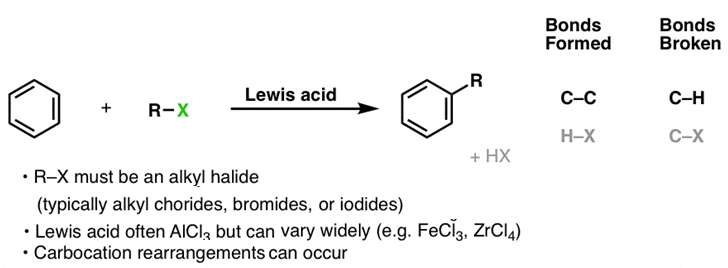 Bonds Formed
Bonds Broken
+
R–X
Lewis acid
R
+ HX
C–C
C–H
H–X
C–X
• R–X must be an alkyl halide
(typically alkyl chorides, bromides, or iodides)
• Lewis acid often AlCl₃ but can vary widely (e.g. FeCl₃, ZrCl₄)
• Carbocation rearrangements can occur